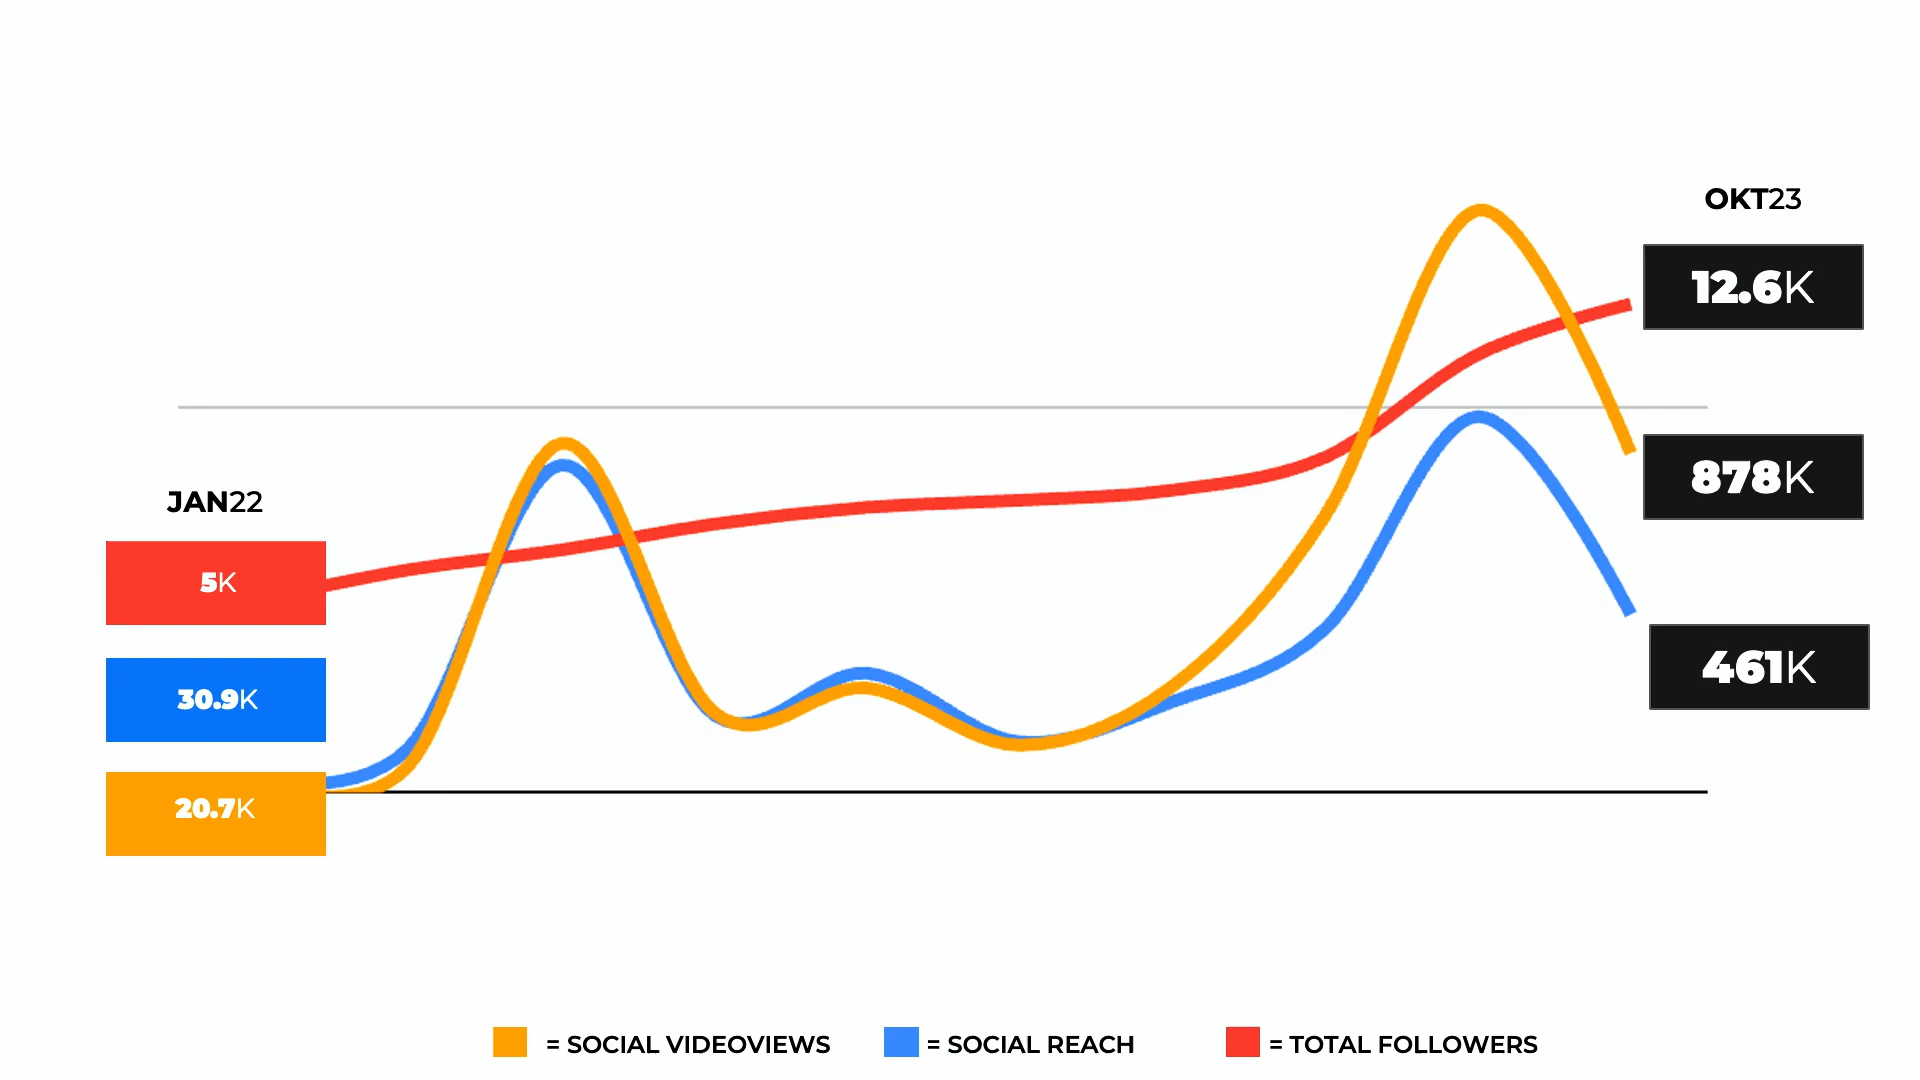 OKT23
12.6K
878K
JAN22
5K
461K
30.9K
20.7K
= SOCIAL VIDEOVIEWS
= SOCIAL REACH
= TOTAL FOLLOWERS